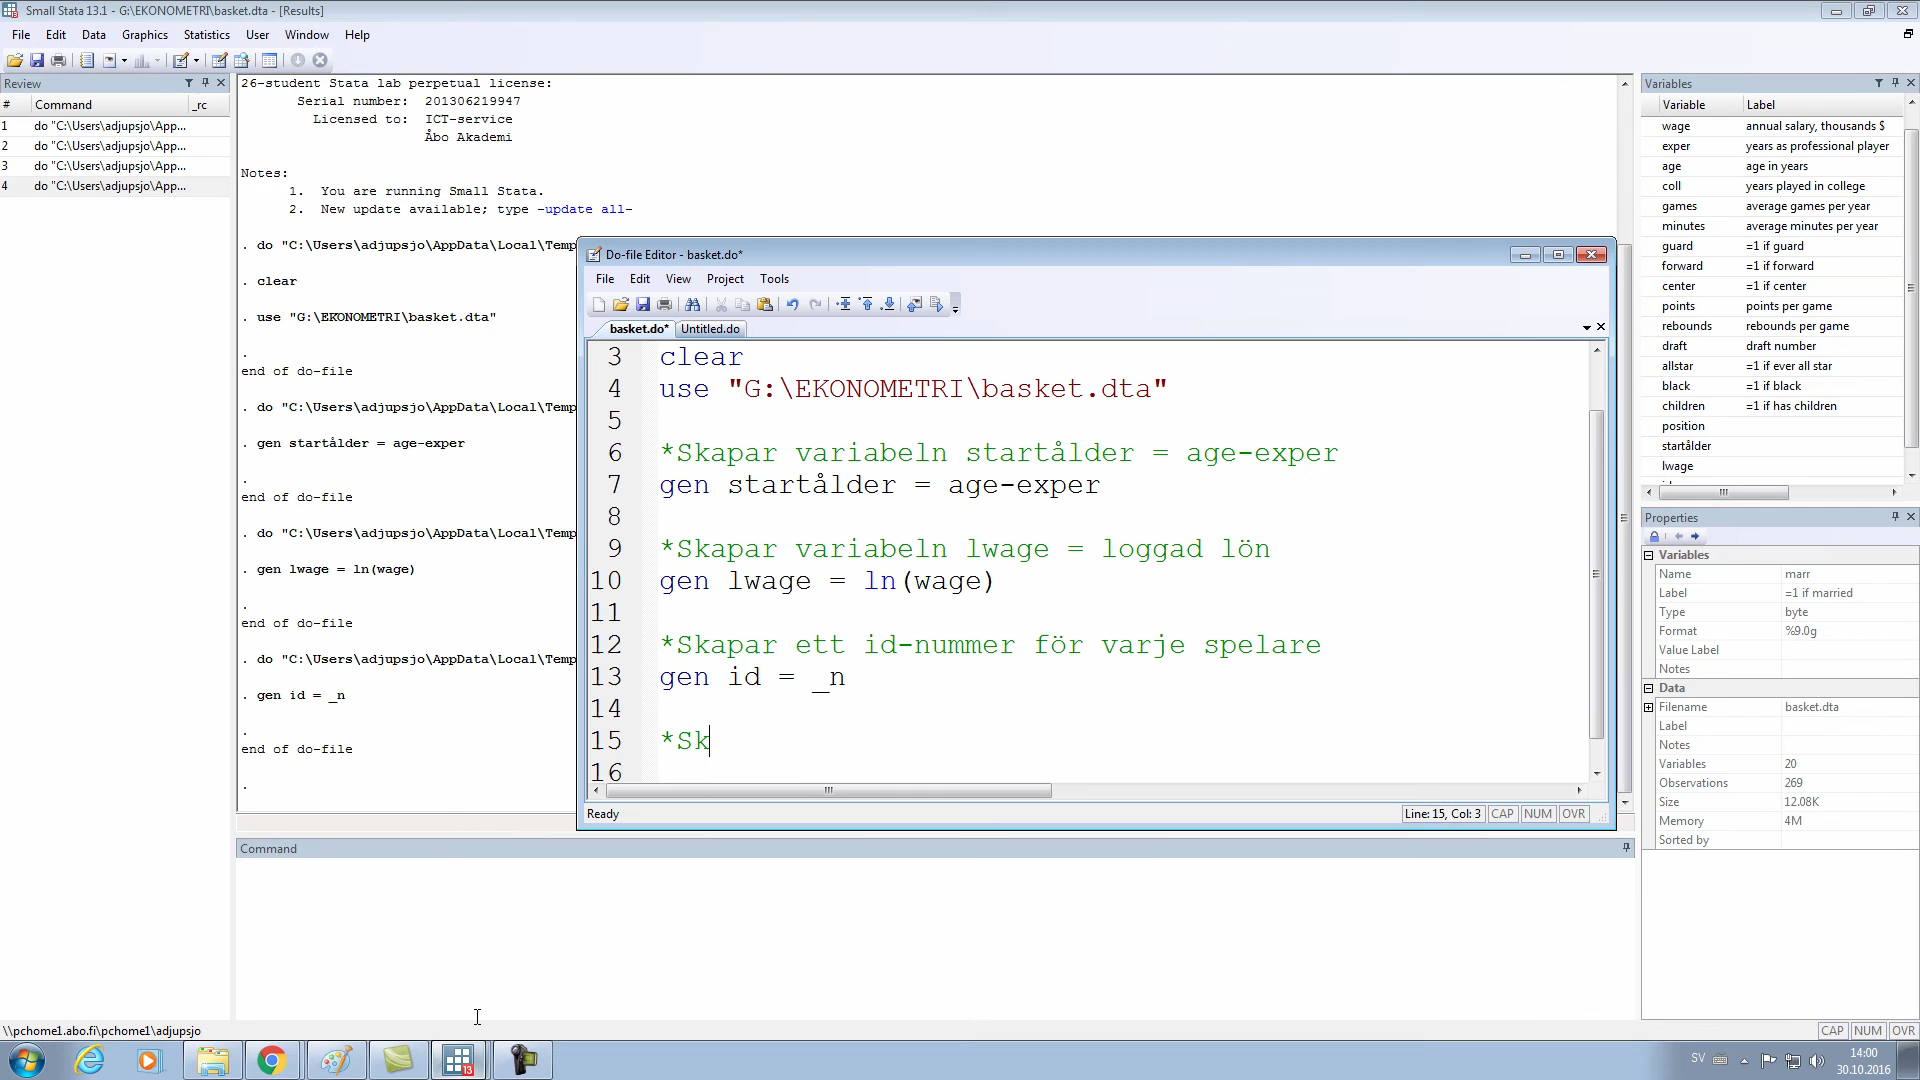 Small Stata 13.1 - G:\EKONOMETRI\basket.dta - [Results]
File Edit Data Graphics Statistics User Window Help
Review
# Command _rc
1 do "C:\Users\adjupsjo\App...
2 do "C:\Users\adjupsjo\App...
3 do "C:\Users\adjupsjo\App...
4 do "C:\Users\adjupsjo\App...
26-student Stata lab perpetual license:
Serial number: 201306219947
Licensed to: ICT-service
Åbo Akademi
Notes:
1. You are running Small Stata.
2. New update available; type -update all-
. do "C:\Users\adjupsjo\AppData\Local\Temp
. clear
. use "G:\EKONOMETRI\basket.dta"
.
end of do-file
. do "C:\Users\adjupsjo\AppData\Local\Temp
. gen startålder = age-exper
.
end of do-file
. do "C:\Users\adjupsjo\AppData\Local\Temp
. gen lwage = ln(wage)
.
end of do-file
. do "C:\Users\adjupsjo\AppData\Local\Temp
. gen id = _n
.
end of do-file
.
Do-file Editor - basket.do*
File Edit View Project Tools
basket.do* Untitled.do
3 clear
4 use "G:\EKONOMETRI\basket.dta"
5
6 *Skapar variabeln startålder = age-exper
7 gen startålder = age-exper
8
9 *Skapar variabeln lwage = loggad lön
10 gen lwage = ln(wage)
11
12 *Skapar ett id-nummer för varje spelare
13 gen id = _n
14
15 *Sk
16
Ready Line: 15, Col: 3 CAP NUM OVR
Command
Variables
Variable Label
wage annual salary, thousands $
exper years as professional player
age age in years
coll years played in college
games average games per year
minutes average minutes per year
guard =1 if guard
forward =1 if forward
center =1 if center
points points per game
rebounds rebounds per game
draft draft number
allstar =1 if ever all star
black =1 if black
children =1 if has children
position
startålder
lwage
Properties
Variables
Name marr
Label =1 if married
Type byte
Format %9.0g
Value Label
Notes
Data
Filename basket.dta
Label
Notes
Variables 20
Observations 269
Size 12.08K
Memory 4M
Sorted by
\\pchome1.abo.fi\pchome1\adjupsjo CAP NUM OVR
13
SV 14:00
30.10.2016